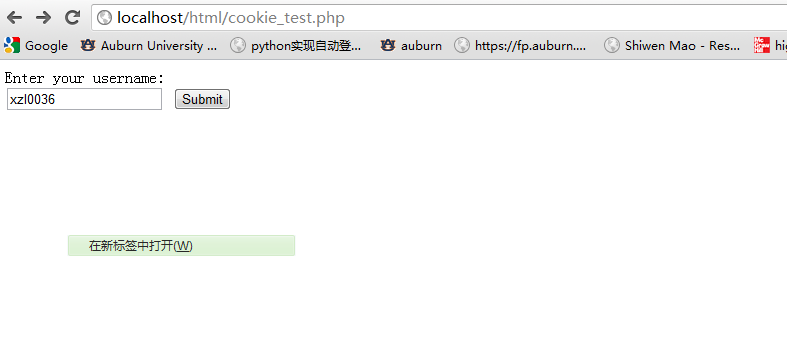 localhost/html/cookie_test.php
Google Auburn University ... python实现自动登... auburn https://fp.auburn.... Shiwen Mao - Res... hi
Enter your username:
xzl0036 Submit
在新标签中打开(W)